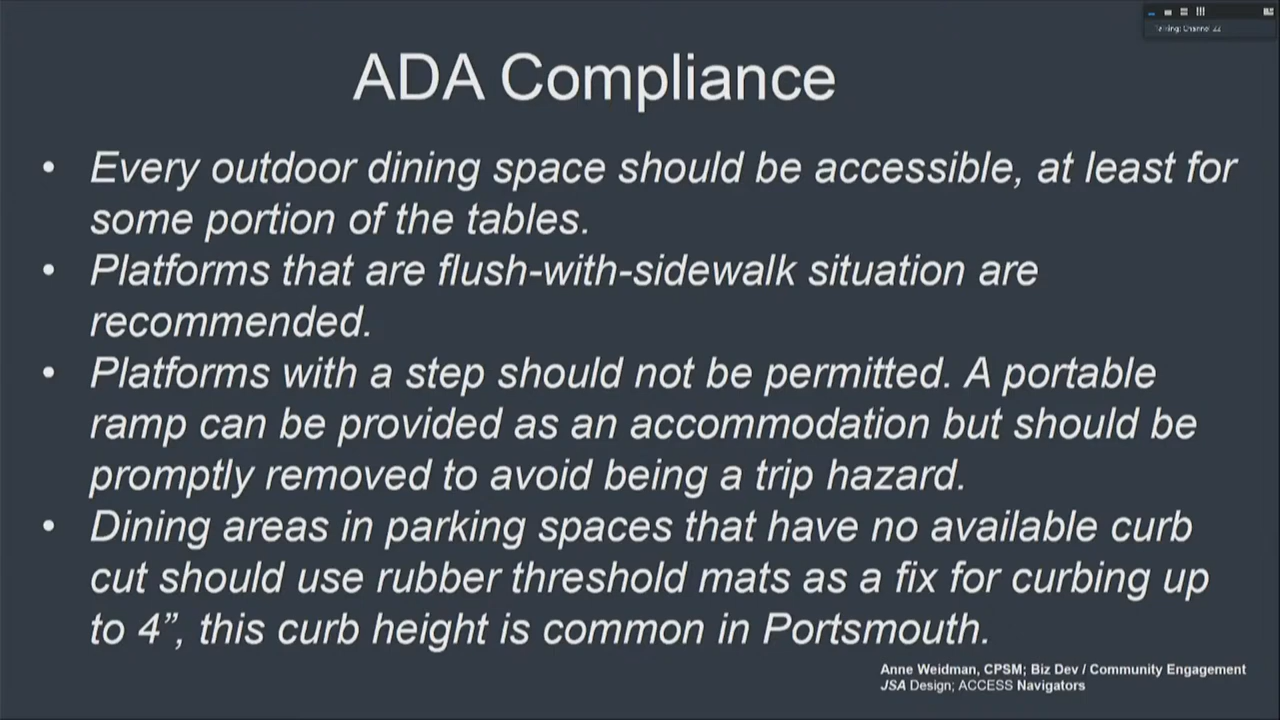 ADA Compliance
• Every outdoor dining space should be accessible, at least for
some portion of the tables.
• Platforms that are flush-with-sidewalk situation are
recommended.
• Platforms with a step should not be permitted. A portable
ramp can be provided as an accommodation but should be
promptly removed to avoid being a trip hazard.
• Dining areas in parking spaces that have no available curb
cut should use rubber threshold mats as a fix for curbing up
to 4”, this curb height is common in Portsmouth.
Anne Weidman, CPSM; Biz Dev / Community Engagement
JSA Design; ACCESS Navigators